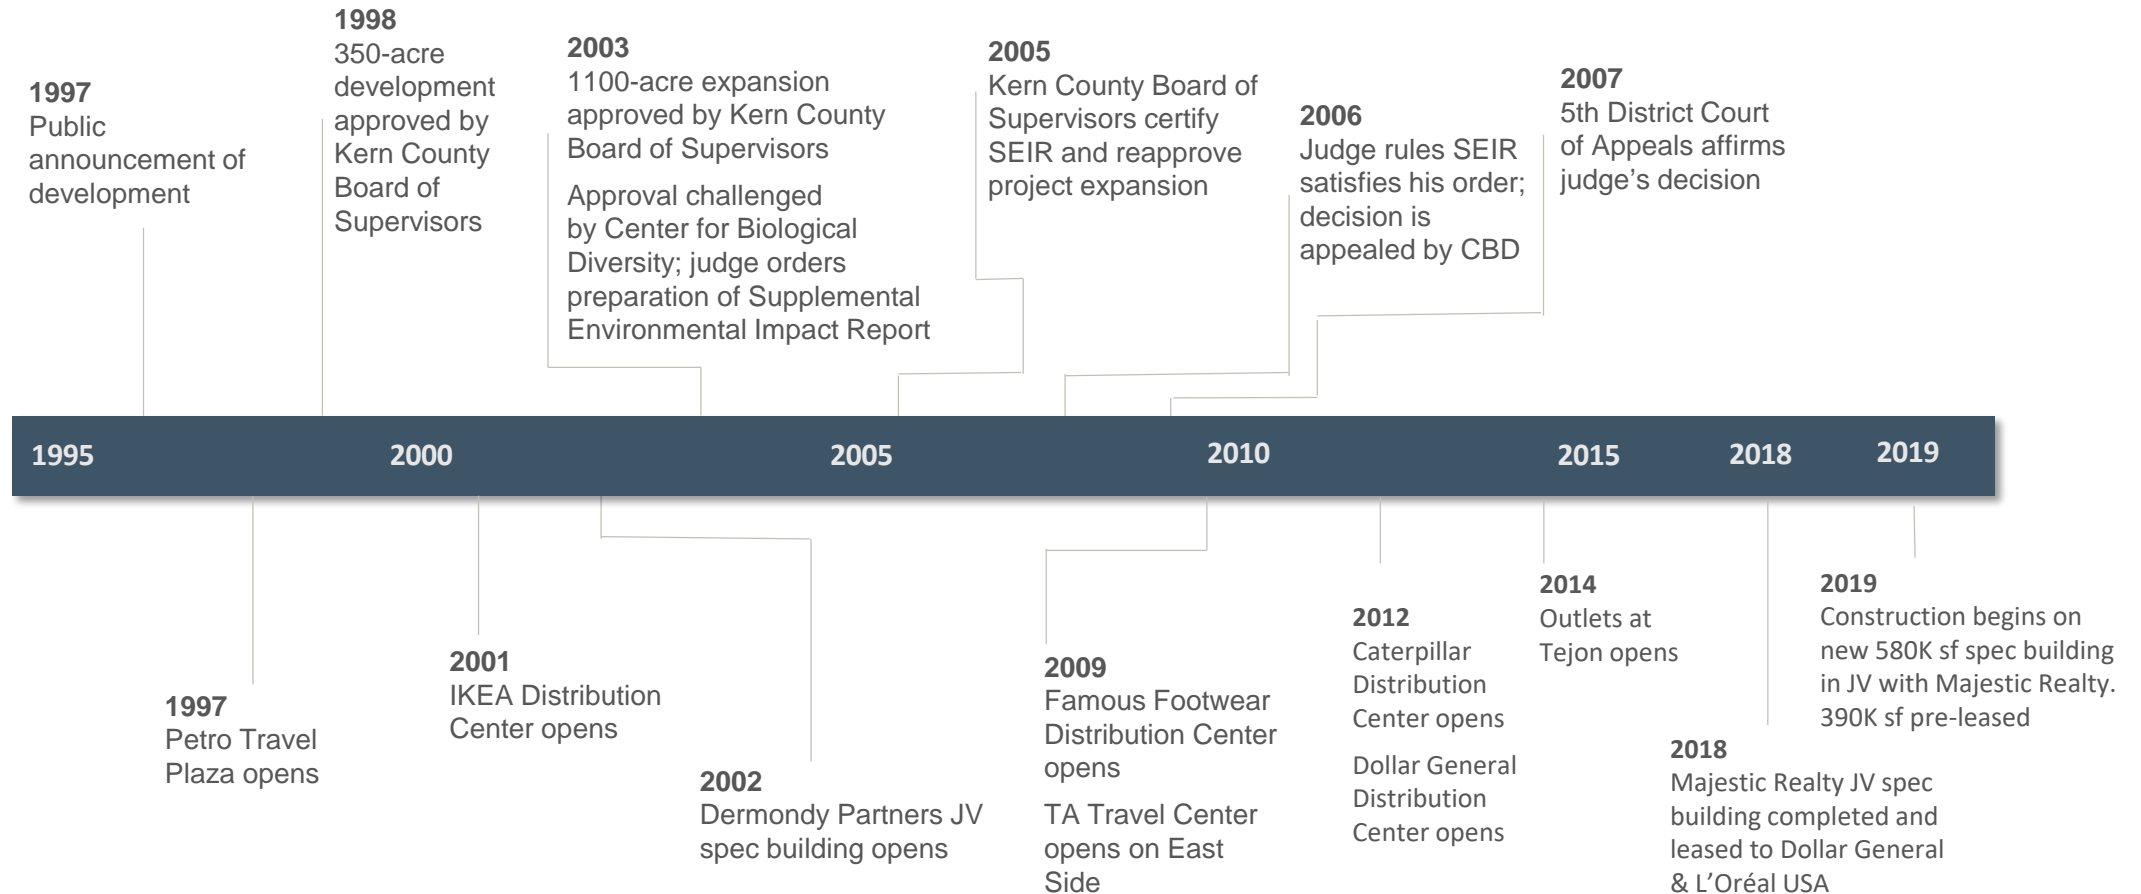 1997
Public
announcement of
development
1998
350-acre
development
approved by
Kern County
Board of
Supervisors
2003
1100-acre expansion
approved by Kern County
Board of Supervisors
Approval challenged
by Center for Biological
Diversity; judge orders
preparation of Supplemental
Environmental Impact Report
2005
Kern County Board of
Supervisors certify
SEIR and reapprove
project expansion
2006
Judge rules SEIR
satisfies his order;
decision is
appealed by CBD
2007
5th District Court
of Appeals affirms
judge’s decision
1995 2000 2005 2010 2015 2018 2019
1997
Petro Travel
Plaza opens
2001
IKEA Distribution
Center opens
2002
Dermondy Partners JV
spec building opens
2009
Famous Footwear
Distribution Center
opens
TA Travel Center
opens on East
Side
2012
Caterpillar
Distribution
Center opens
Dollar General
Distribution
Center opens
2014
Outlets at
Tejon opens
2018
Majestic Realty JV spec
building completed and
leased to Dollar General
& L’Oréal USA
2019
Construction begins on
new 580K sf spec building
in JV with Majestic Realty.
390K sf pre-leased